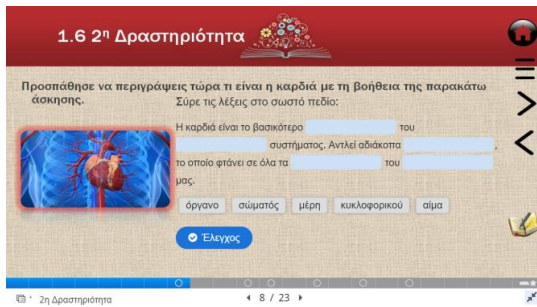 1.6 2η Δραστηριότητα
Προσπάθησε να περιγράψεις τώρα τι είναι η καρδιά με τη βοήθεια της παρακάτω
άσκησης.
Σύρε τις λέξεις στο σωστό πεδίο:
Η καρδιά είναι το βασικότερο του
συστήματος. Αντλεί αδιάκοπα ,
το οποίο φτάνει σε όλα τα του
μας.
όργανο σώματός μέρη κυκλοφορικού αίμα
Έλεγχος
2η Δραστηριότητα 8 / 23